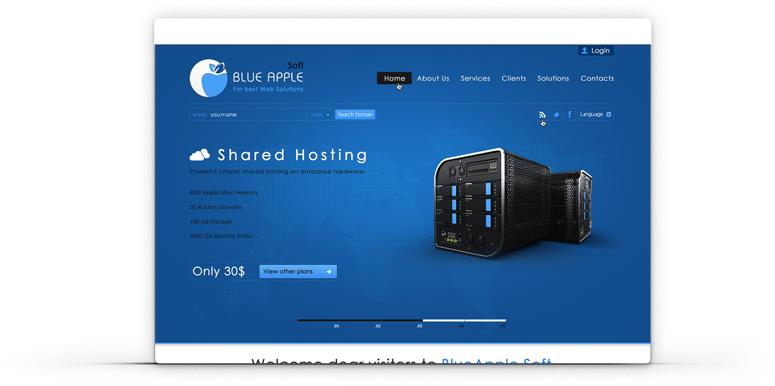 Login
Soft
BLUE APPLE
For best Web Solutions
Home About Us Services Clients Solutions Contacts
www. yourname .com Search Domain
Language
Shared Hosting
Powerful cPanel shared hosting on enterprise hardware.
8GB Application Memory
30 Addon Domains
100 GB Storage
Monthly Traffic
Only 30$ View other plans
.01 .02 .03 .04 .05
Welcome dear visitors to BlueApple Soft